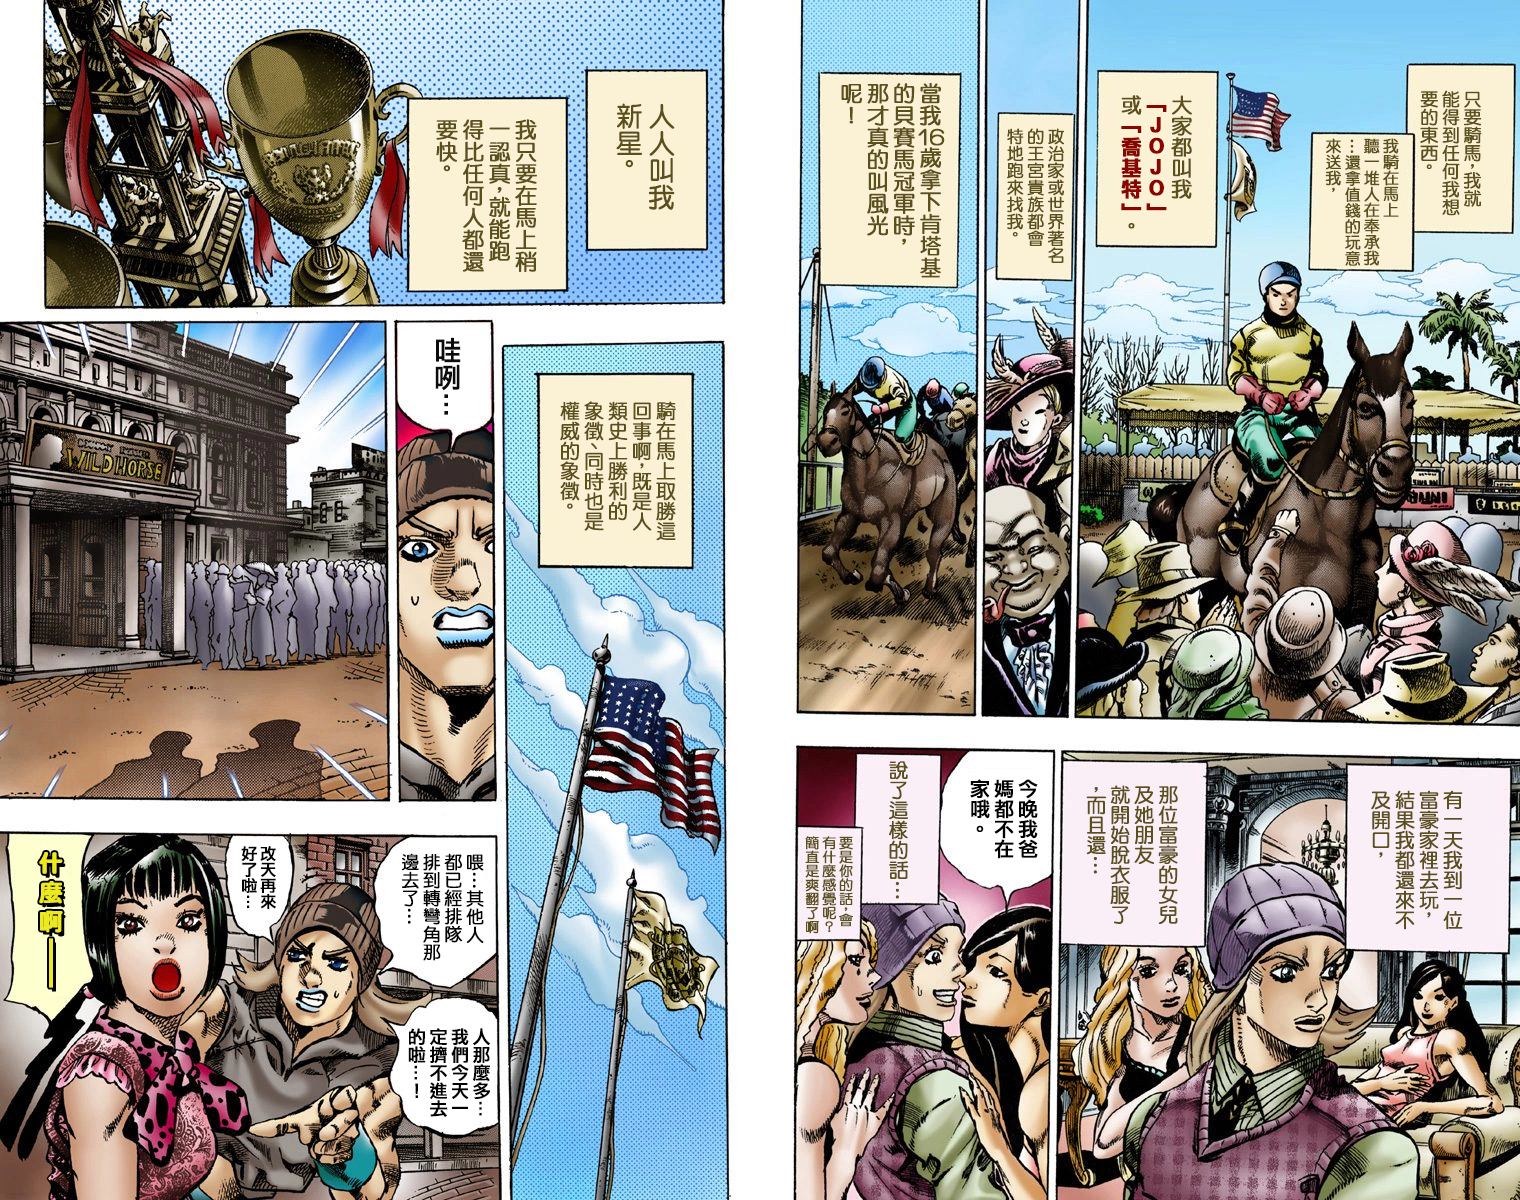 只要騎馬，我就
能得到任何我想
要的東西。
我騎在馬上
聽一堆人在奉承我
…還拿值錢的玩意
來送我，
大家都叫我
「JOJO」
或「喬基特」。
政治家或世界著名
的王宮貴族都會
特地跑來找我。
當我16歲拿下肯塔基
的貝賽馬冠軍時，
那才真的叫風光
呢！
有一天我到一位
富豪家裡去玩，
結果我都還來不
及開口，
那位富豪的女兒
及她朋友
就開始脫衣服了
，而且還…
今晚我爸
媽都不在
家哦。
說了這樣的話…
要是你的話，會
有什麼感覺呢？
簡直是爽翻了啊
人人叫我
新星。
我只要在馬上稍
一認真，就能跑
得比任何人都還
要快。
騎在馬上取勝這
回事啊，既是人
類史上勝利的
象徵、同時也是
權威的象徵。
哇咧…
WILD HORSE
喂…其他人
都已經排隊
排到轉彎角那
邊去了…
改天再來
好了啦…
什麼啊——
人那麼多…
我們今天一
定擠不進去
的啦…！